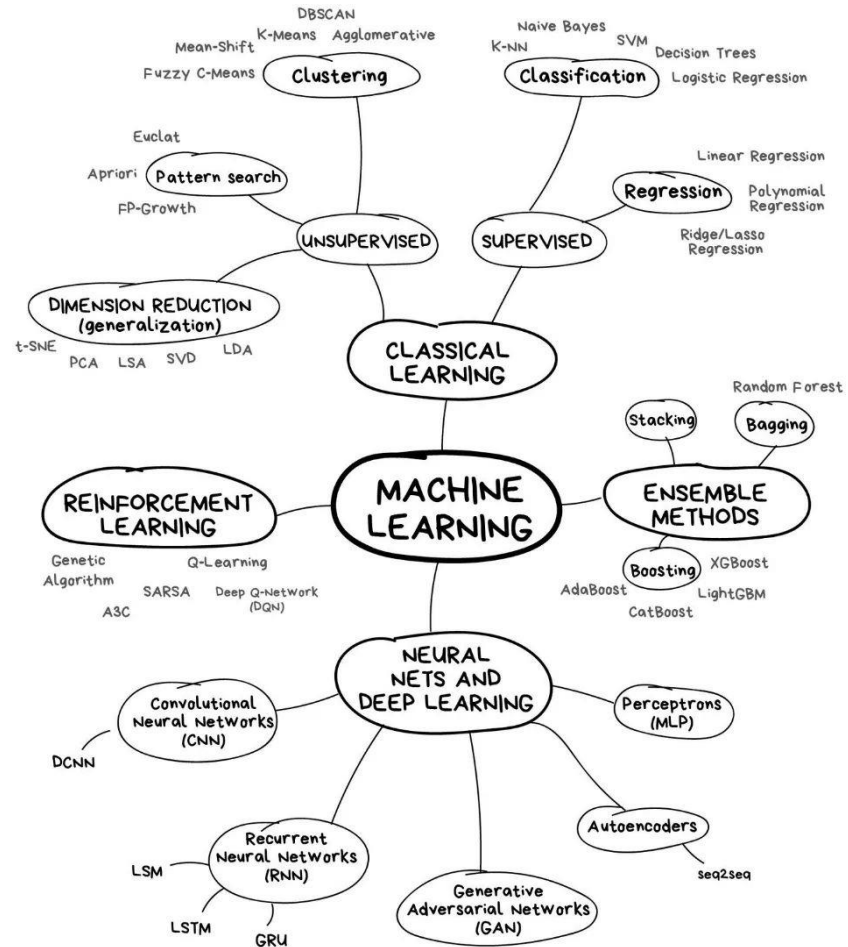 DBSCAN
K-Means
Agglomerative
Mean-Shift
Fuzzy C-Means
Clustering
Naive Bayes
K-NN
SVM
Decision Trees
Logistic Regression
Classification
Euclat
Apriori
Pattern search
FP-Growth
Linear Regression
Regression
Polynomial
Regression
Ridge/Lasso
Regression
UNSUPERVISED
SUPERVISED
DIMENSION REDUCTION
(generalization)
t-SNE
PCA
LSA
SVD
LDA
CLASSICAL
LEARNING
Random Forest
Stacking
Bagging
REINFORCEMENT
LEARNING
MACHINE
LEARNING
ENSEMBLE
METHODS
Genetic
Algorithm
Q-Learning
SARSA
Deep Q-Network
(DQN)
A3C
Boosting
XGBoost
AdaBoost
LightGBM
CatBoost
NEURAL
NETS AND
DEEP LEARNING
Convolutional
Neural Networks
(CNN)
DCNN
Perceptrons
(MLP)
Recurrent
Neural Networks
(RNN)
LSM
LSTM
GRU
Autoencoders
seq2seq
Generative
Adversarial Networks
(GAN)